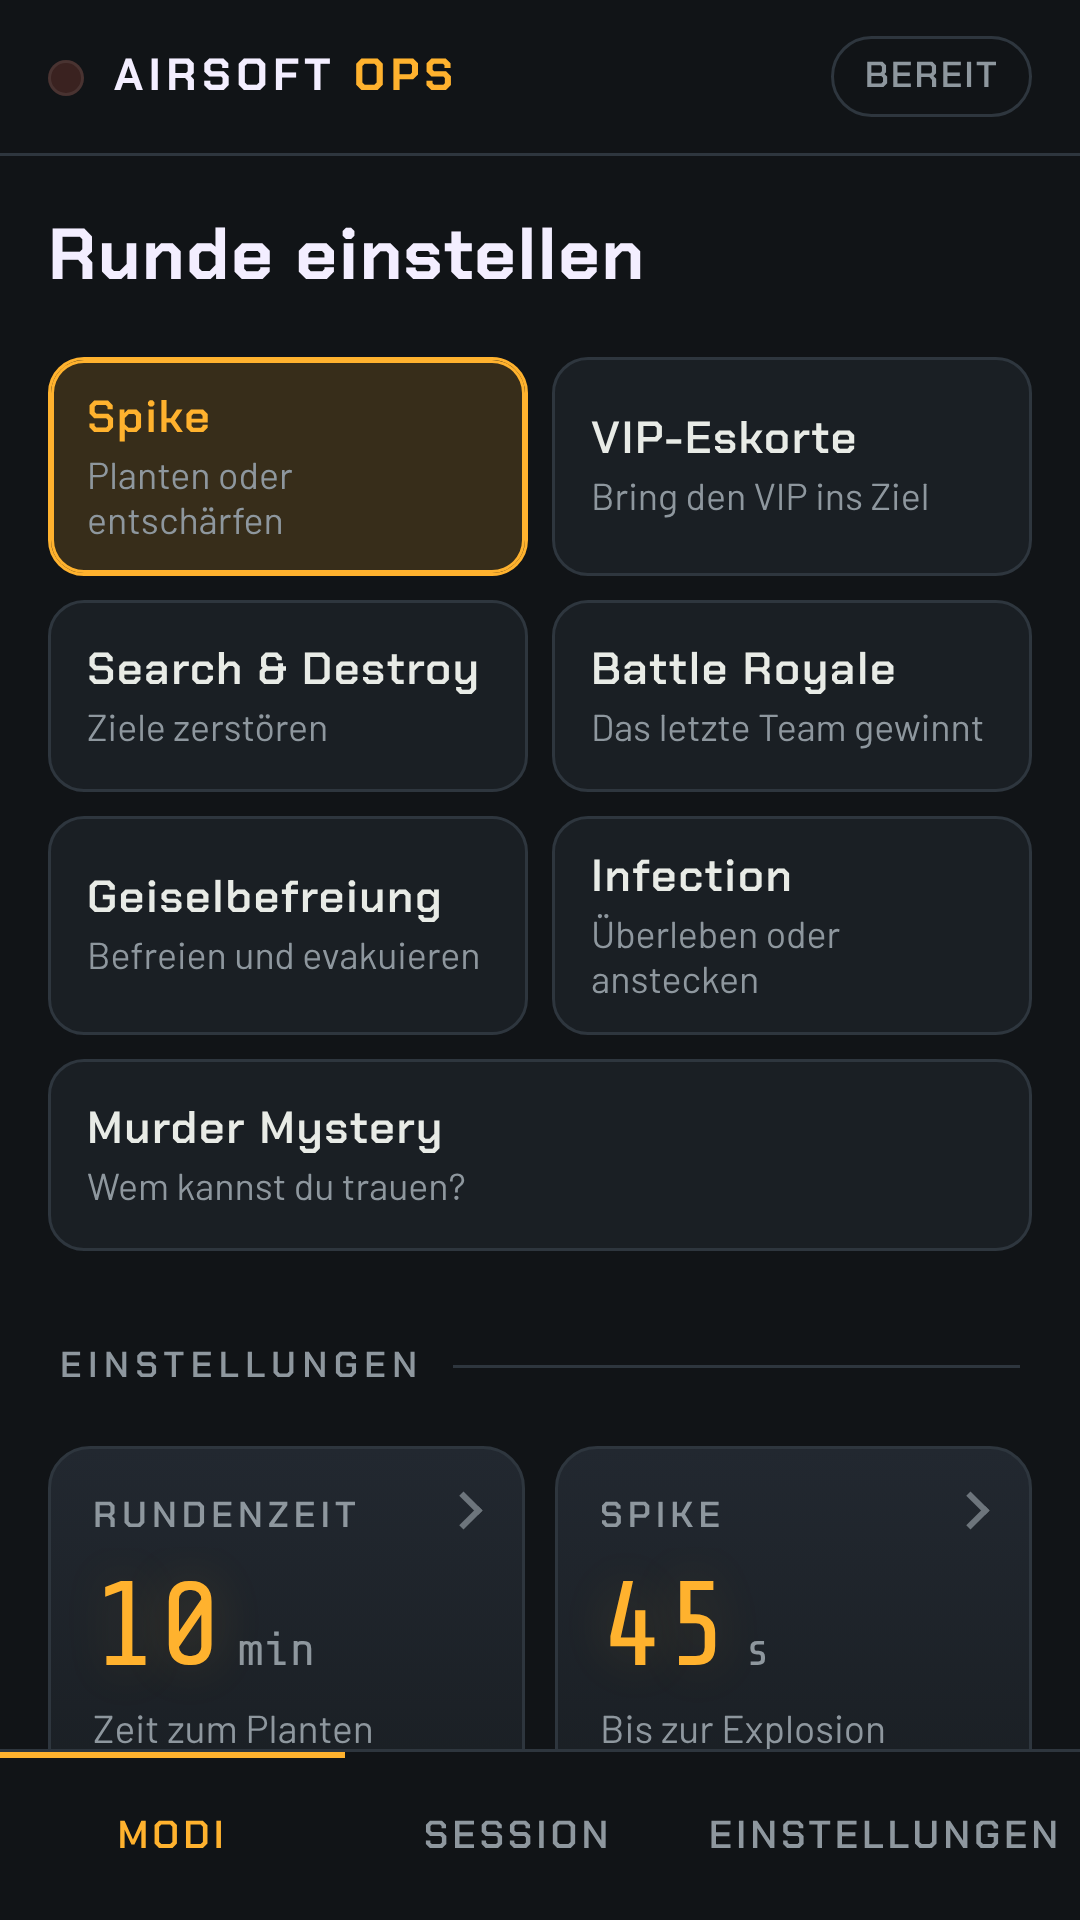 AIRSOFT OPS
BEREIT
Runde einstellen
Spike
Planten oder
entschärfen
VIP-Eskorte
Bring den VIP ins Ziel
Search & Destroy
Ziele zerstören
Battle Royale
Das letzte Team gewinnt
Geiselbefreiung
Befreien und evakuieren
Infection
Überleben oder
anstecken
Murder Mystery
Wem kannst du trauen?
EINSTELLUNGEN
RUNDENZEIT
10 min
Zeit zum Planten
SPIKE
45 s
Bis zur Explosion
MODI
SESSION
EINSTELLUNGEN